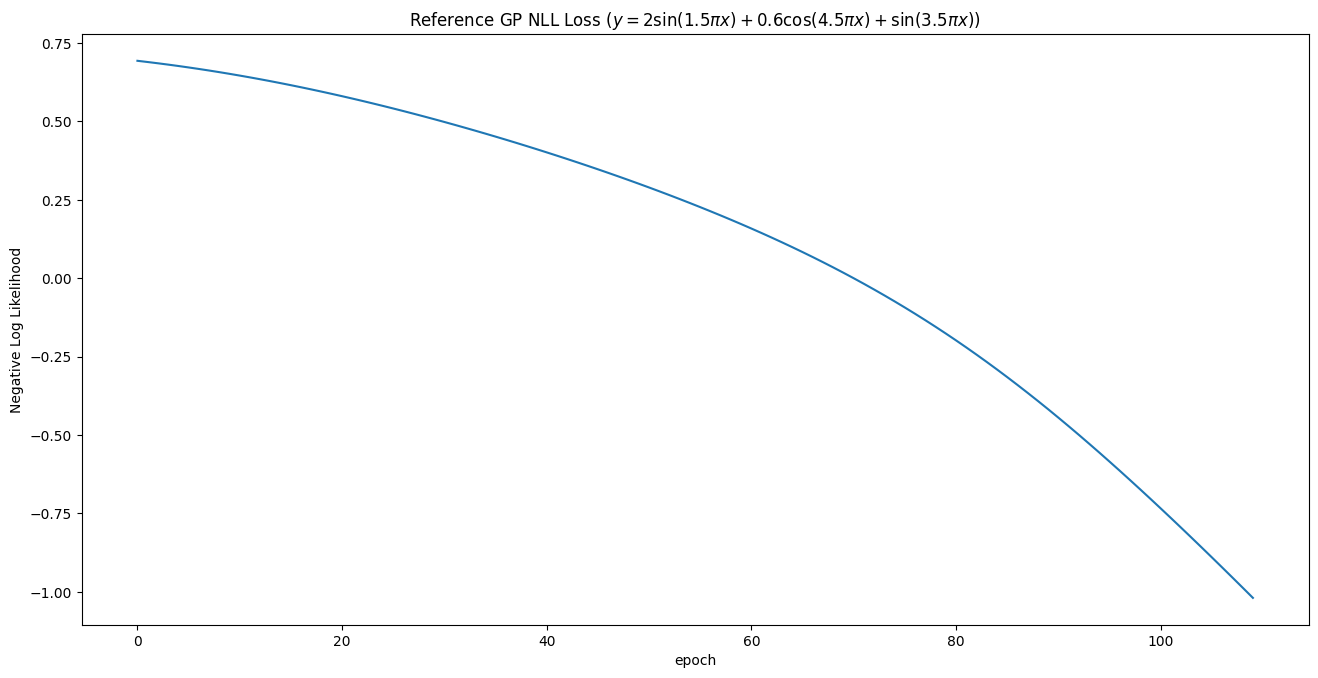 Reference GP NLL Loss (y = 2sin(1.5πx) + 0.6cos(4.5πx) + sin(3.5πx))
0.75
0.50
0.25
0.00
−0.25
−0.50
−0.75
−1.00
Negative Log Likelihood
0 20 40 60 80 100
epoch